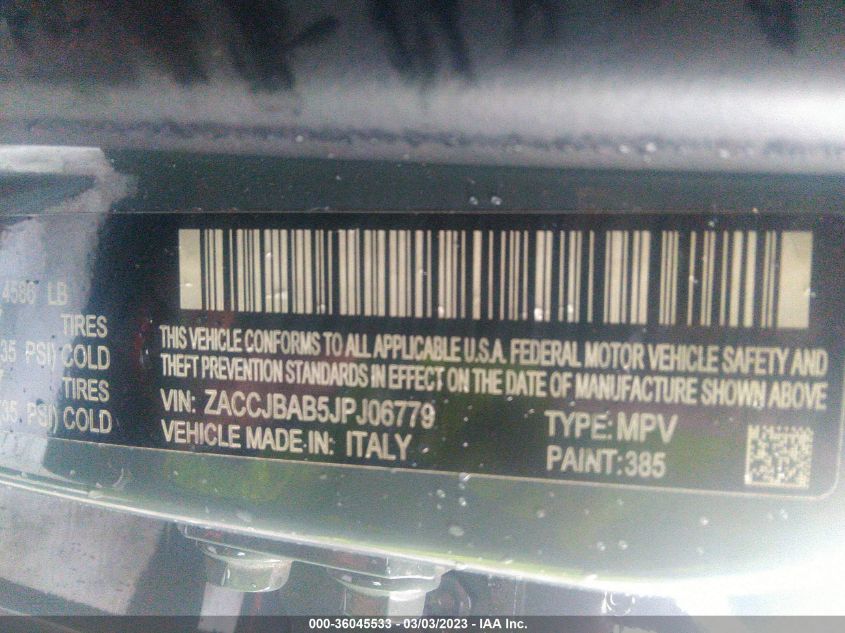 4586 LB
TIRES
35 PSI) COLD
TIRES
35 PSI) COLD
THIS VEHICLE CONFORMS TO ALL APPLICABLE U.S.A. FEDERAL MOTOR VEHICLE SAFETY AND
THEFT PREVENTION STANDARDS IN EFFECT ON THE DATE OF MANUFACTURE SHOWN ABOVE
VIN: ZACCJBAB5JPJ06779
TYPE: MPV
VEHICLE MADE IN: ITALY
PAINT: 385
000-36045533 - 03/03/2023 - IAA Inc.